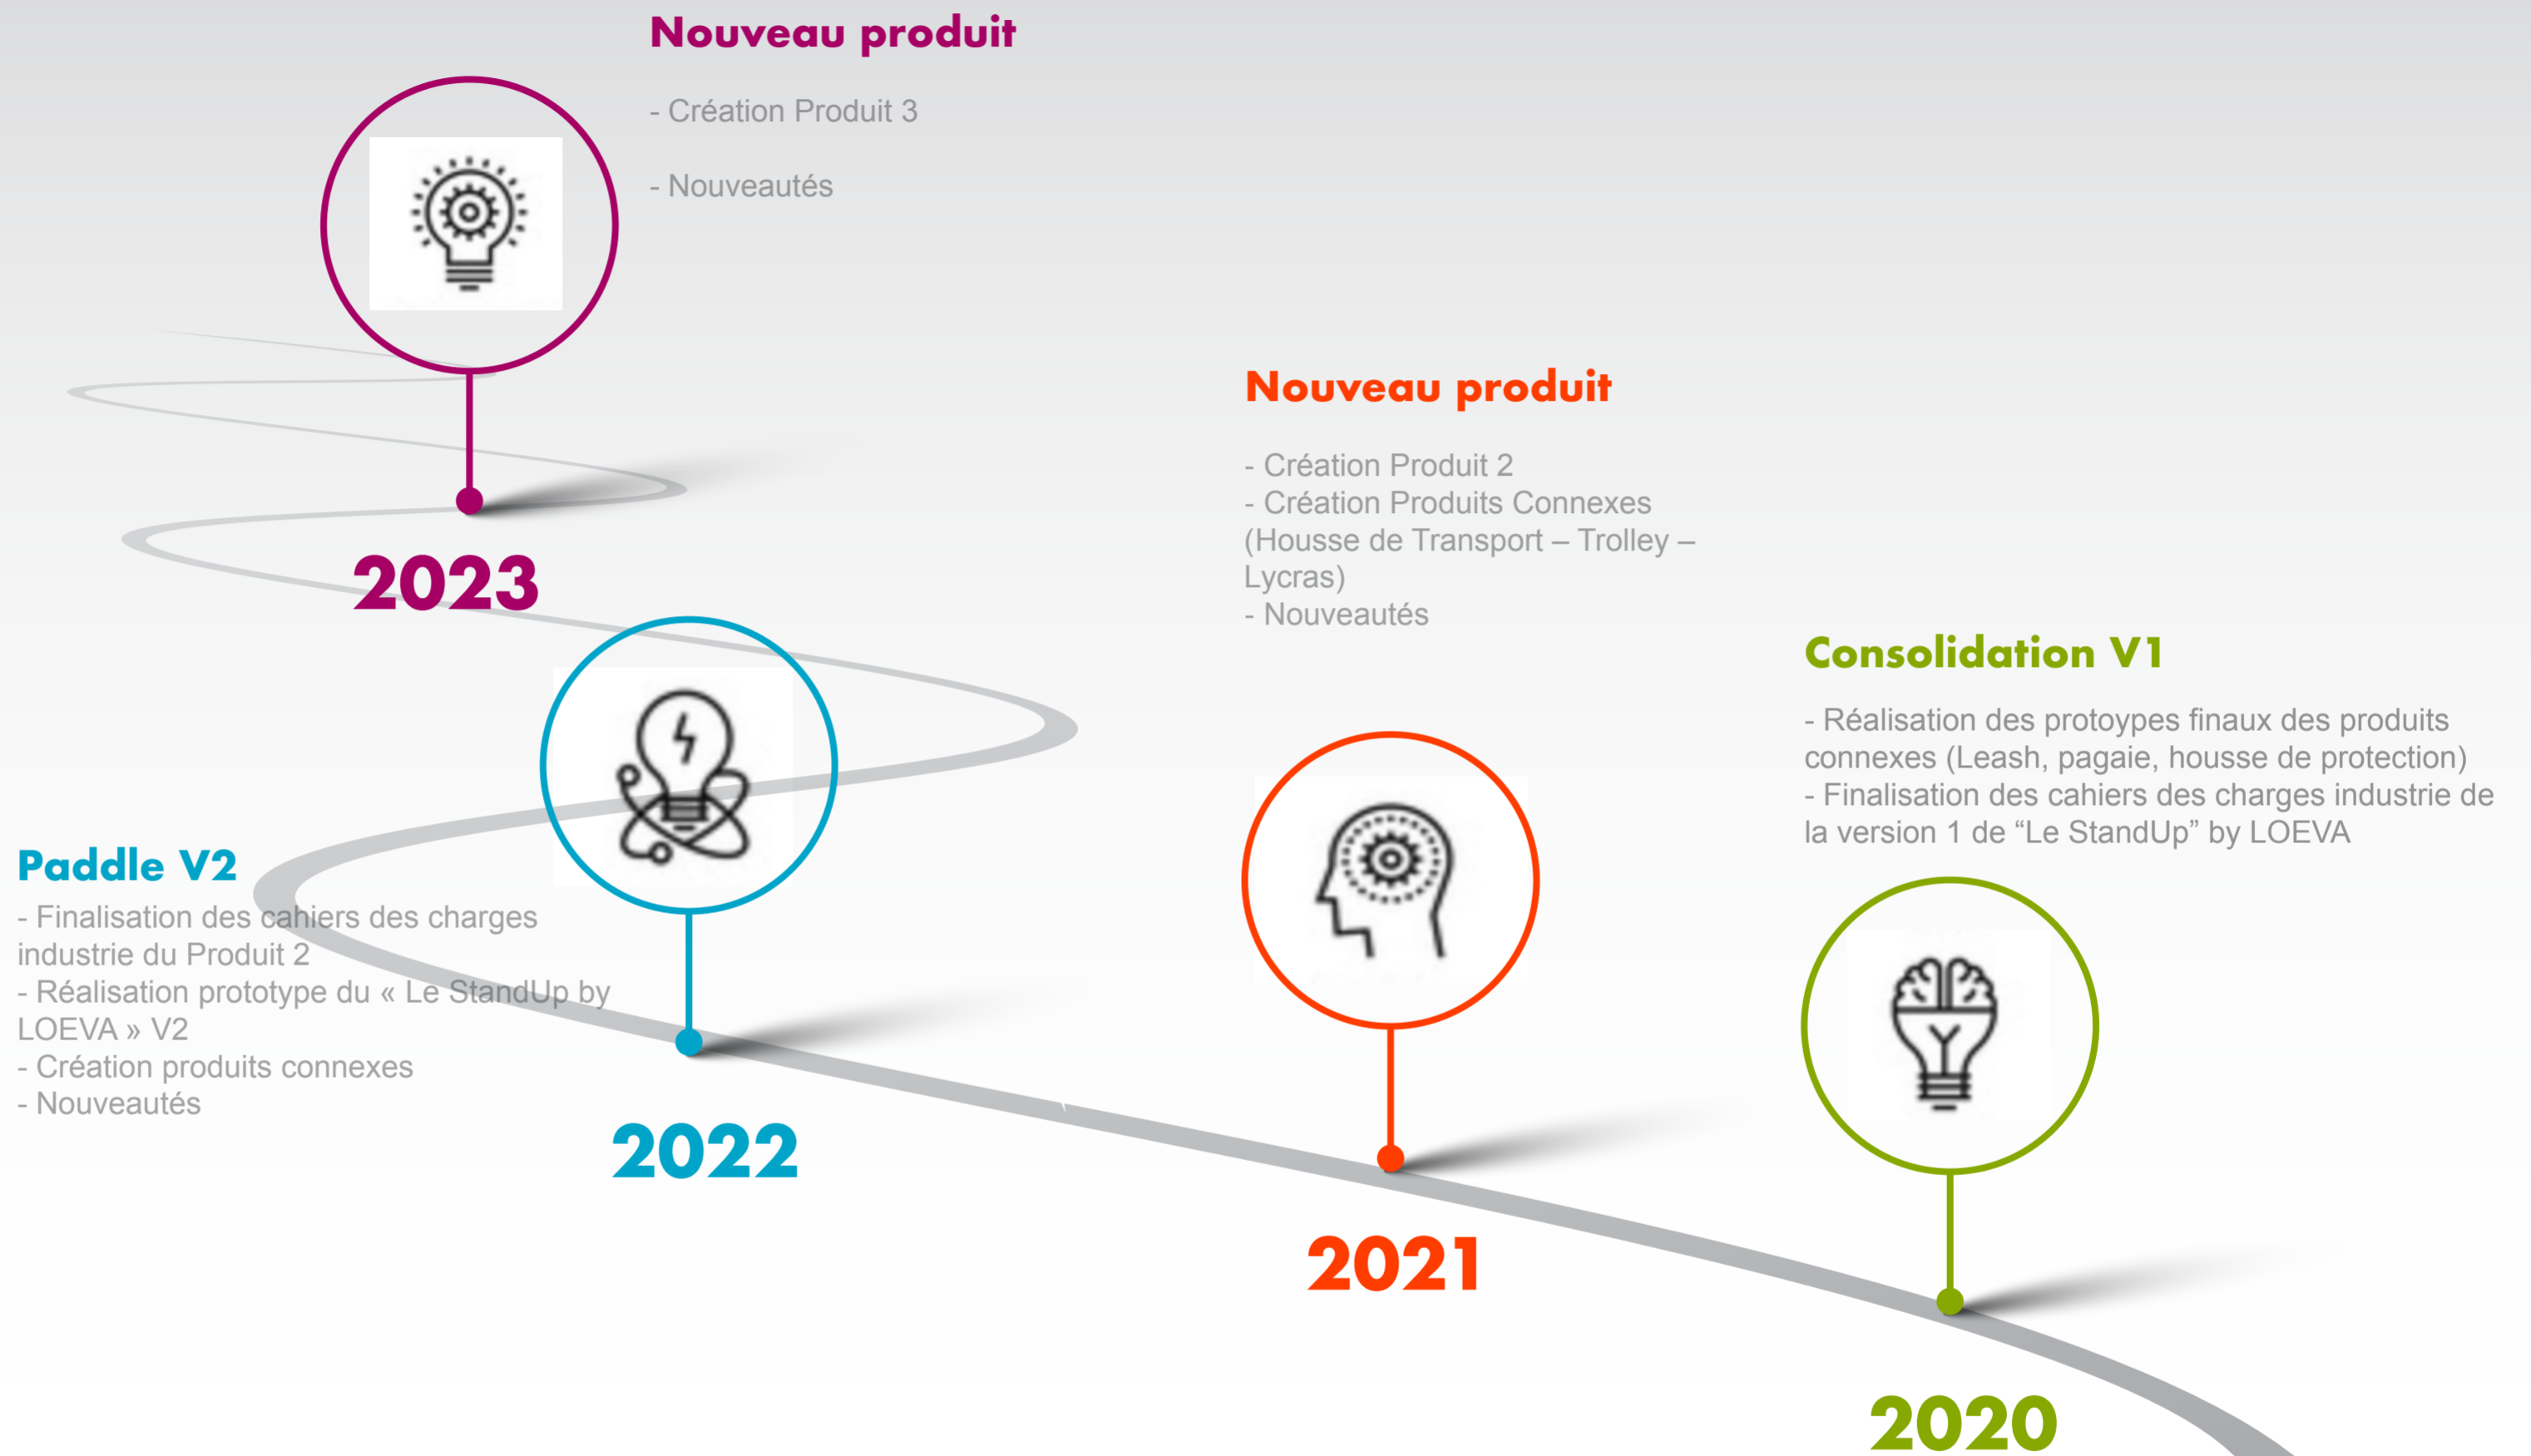 Nouveau produit
- Création Produit 3
- Nouveautés
2023
Nouveau produit
- Création Produit 2
- Création Produits Connexes
(Housse de Transport – Trolley –
Lycras)
- Nouveautés
2021
Consolidation V1
- Réalisation des protoypes finaux des produits
connexes (Leash, pagaie, housse de protection)
- Finalisation des cahiers des charges industrie de
la version 1 de “Le StandUp” by LOEVA
2020
Paddle V2
- Finalisation des cahiers des charges
industrie du Produit 2
- Réalisation prototype du « Le StandUp by
LOEVA » V2
- Création produits connexes
- Nouveautés
2022